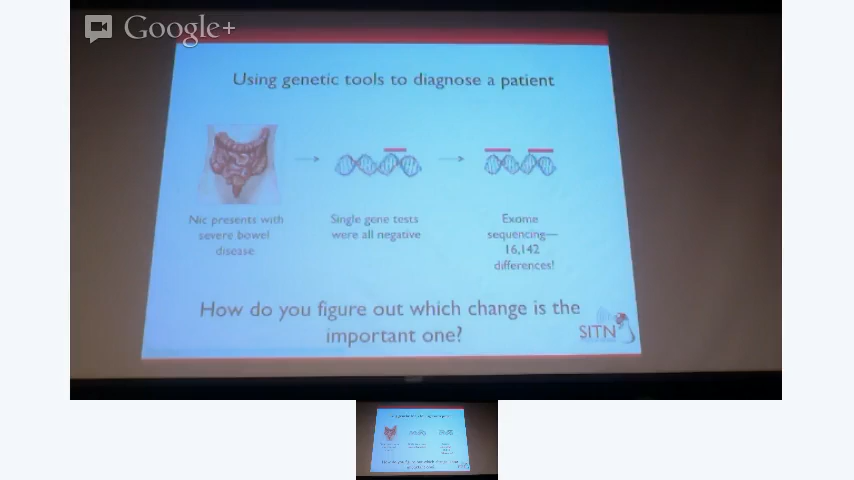 Google+
Using genetic tools to diagnose a patient
Nic presents with
severe bowel
disease
Single gene tests
were all negative
Exome
sequencing—
16,142
differences!
How do you figure out which change is the
important one?
SITN